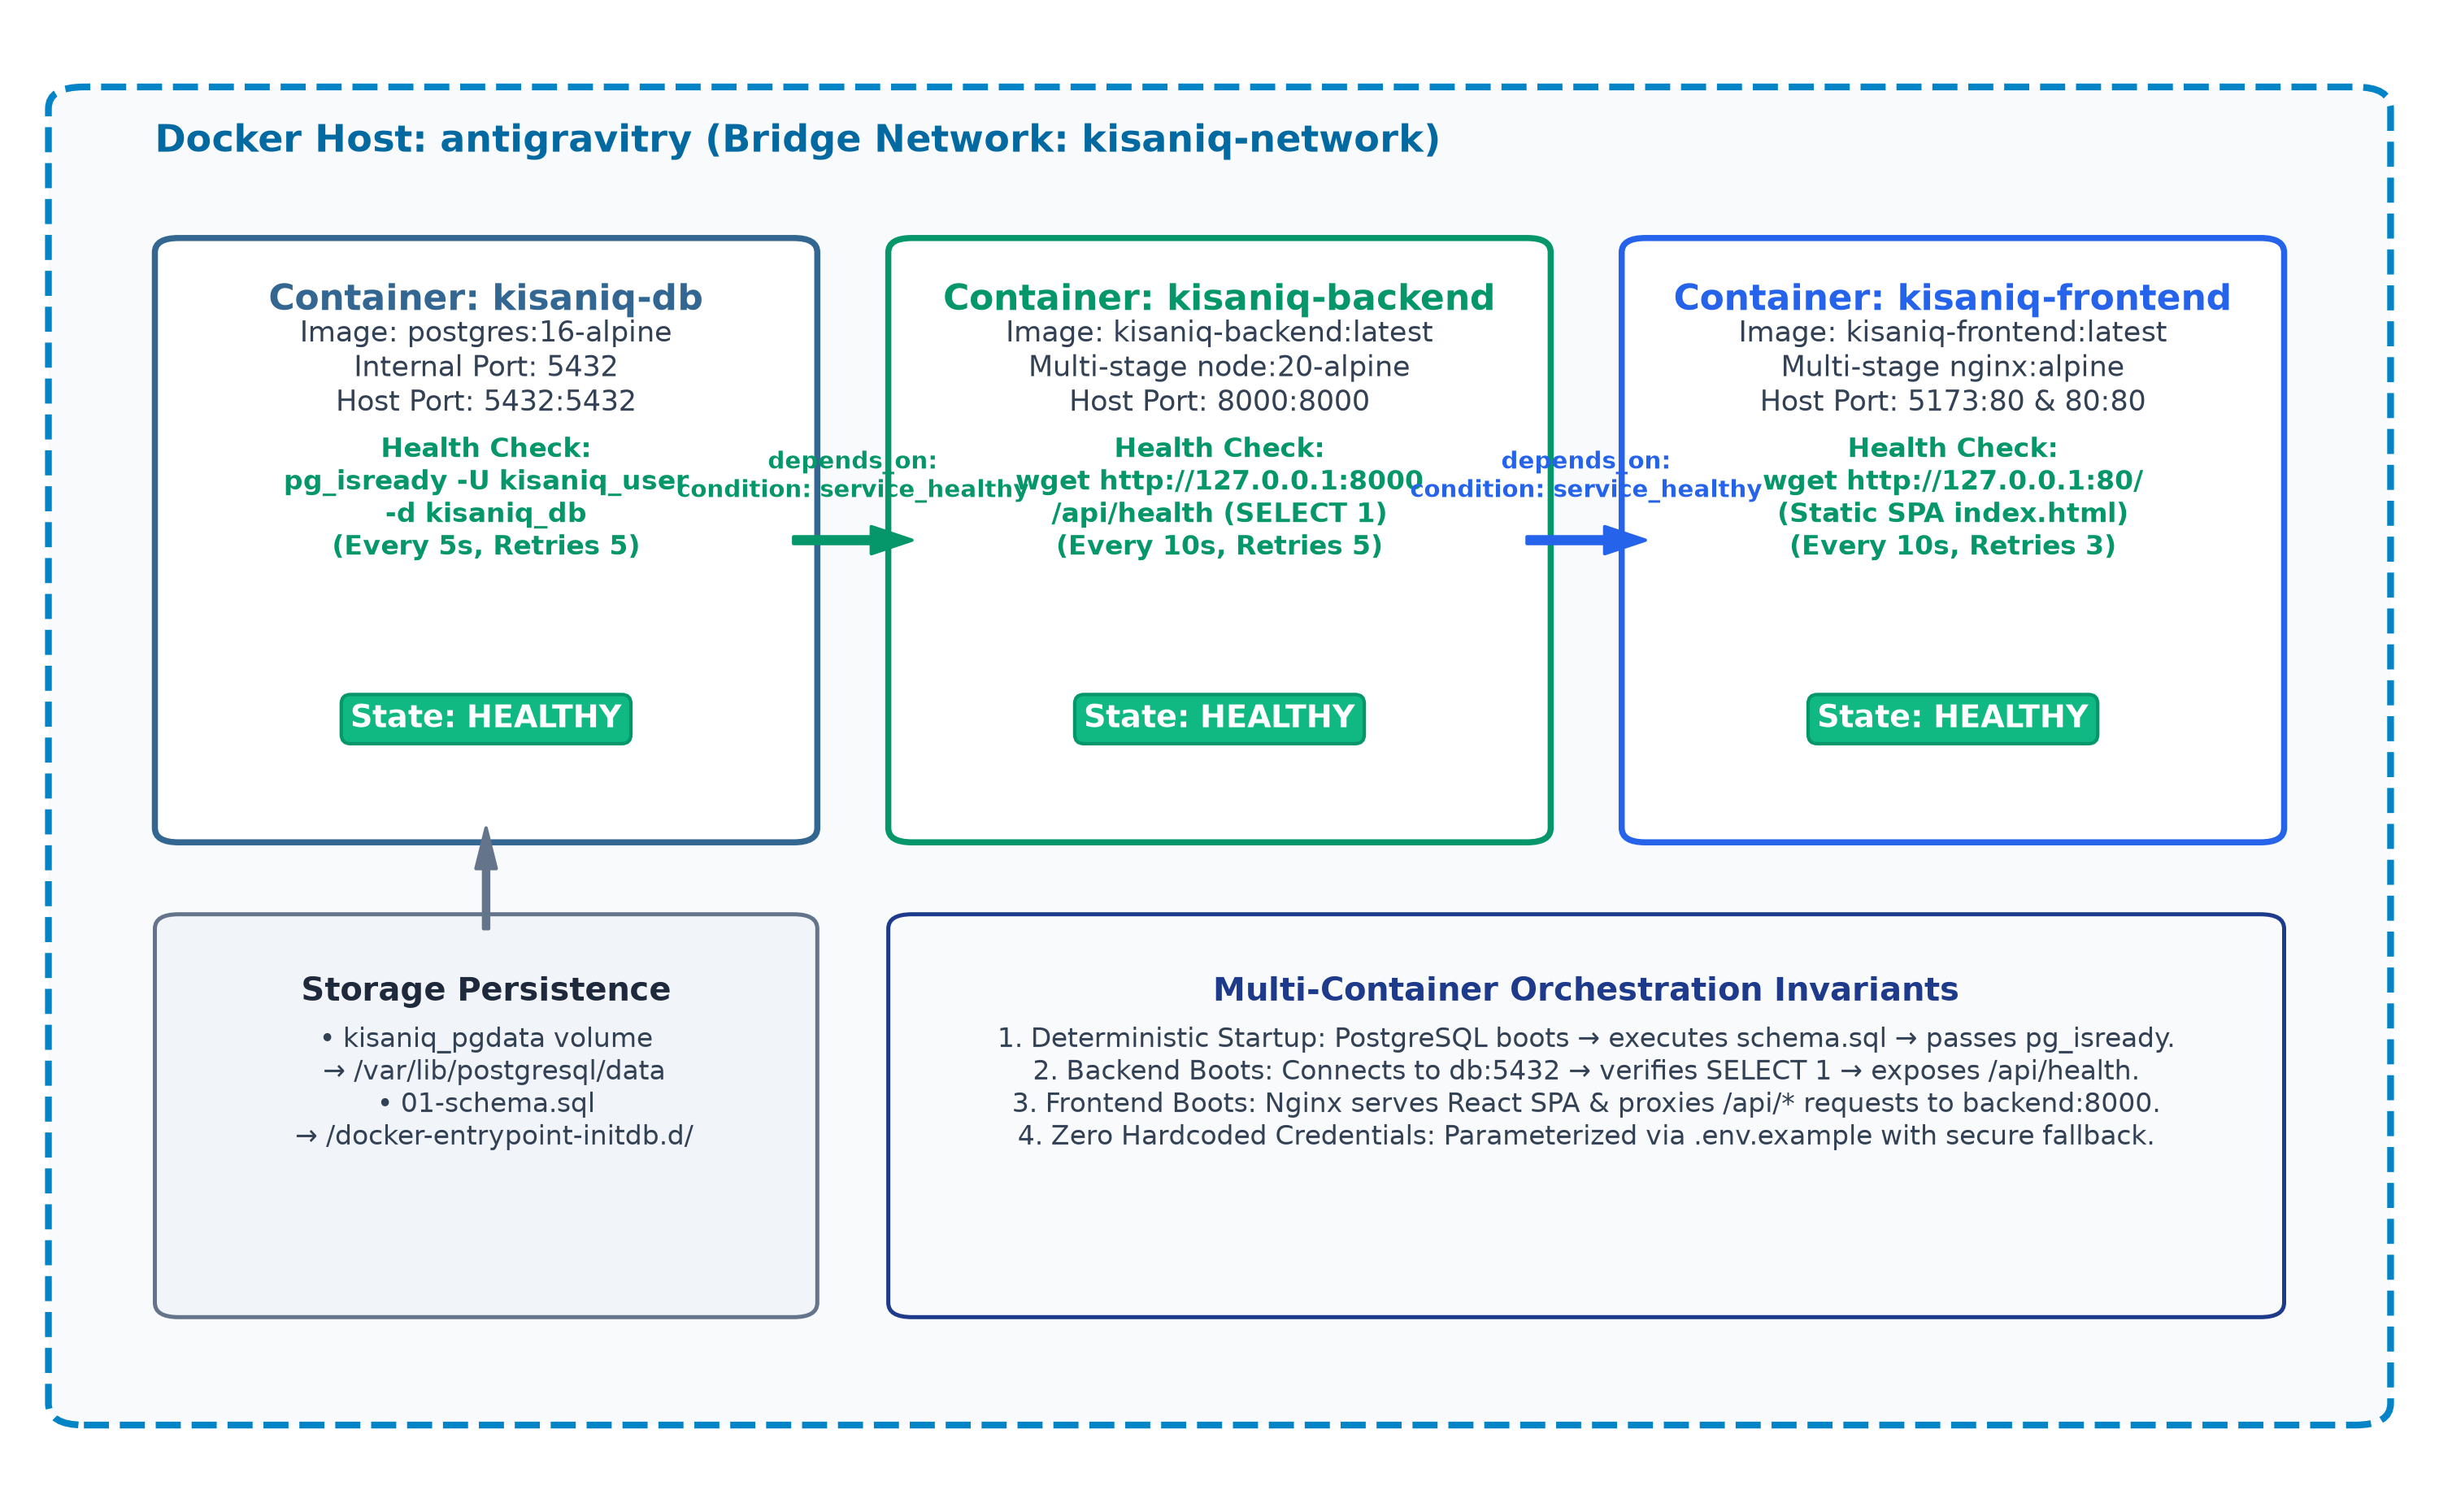 Docker Host: antigravitry (Bridge Network: kisaniq-network)
Container: kisaniq-db
Image: postgres:16-alpine
Internal Port: 5432
Host Port: 5432:5432
Health Check:
pg_isready -U kisaniq_user
-d kisaniq_db
(Every 5s, Retries 5)
State: HEALTHY
depends_on:
condition: service_healthy
Container: kisaniq-backend
Image: kisaniq-backend:latest
Multi-stage node:20-alpine
Host Port: 8000:8000
Health Check:
wget http://127.0.0.1:8000
/api/health (SELECT 1)
(Every 10s, Retries 5)
State: HEALTHY
depends_on:
condition: service_healthy
Container: kisaniq-frontend
Image: kisaniq-frontend:latest
Multi-stage nginx:alpine
Host Port: 5173:80 & 80:80
Health Check:
wget http://127.0.0.1:80/
(Static SPA index.html)
(Every 10s, Retries 3)
State: HEALTHY
Storage Persistence
• kisaniq_pgdata volume
→ /var/lib/postgresql/data
• 01-schema.sql
→ /docker-entrypoint-initdb.d/
Multi-Container Orchestration Invariants
1. Deterministic Startup: PostgreSQL boots → executes schema.sql → passes pg_isready.
2. Backend Boots: Connects to db:5432 → verifies SELECT 1 → exposes /api/health.
3. Frontend Boots: Nginx serves React SPA & proxies /api/* requests to backend:8000.
4. Zero Hardcoded Credentials: Parameterized via .env.example with secure fallback.